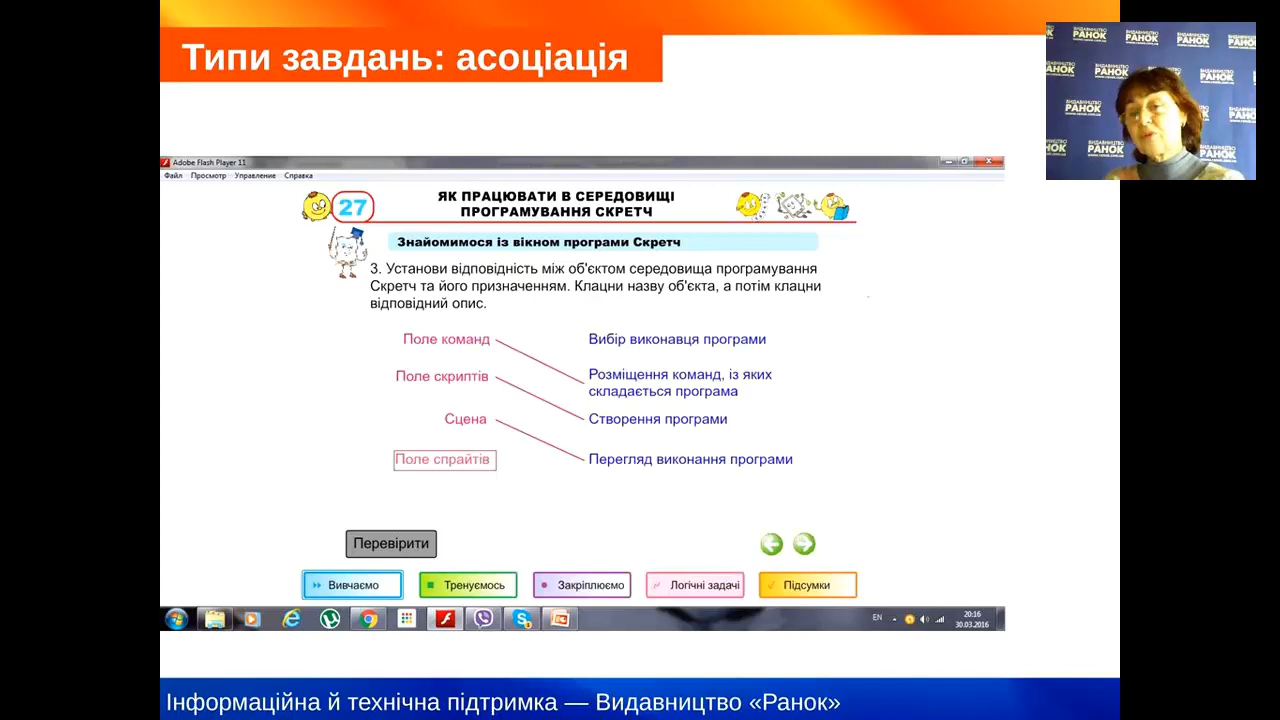 Типи завдань: асоціація
ВИДАВНИЦТВО
РАНОК
Adobe Flash Player 11
Файл Просмотр Управление Справка
27
ЯК ПРАЦЮВАТИ В СЕРЕДОВИЩІ
ПРОГРАМУВАННЯ СКРЕТЧ
Знайомимося із вікном програми Скретч
3. Установи відповідність між об'єктом середовища програмування
Скретч та його призначенням. Клацни назву об'єкта, а потім клацни
відповідний опис.
Поле команд
Вибір виконавця програми
Поле скриптів
Розміщення команд, із яких
складається програма
Сцена
Створення програми
Поле спрайтів
Перегляд виконання програми
Перевірити
Вивчаємо
Тренуємось
Закріплюємо
Логічні задачі
Підсумки
EN
20:16
30.03.2016
Інформаційна й технічна підтримка — Видавництво «Ранок»